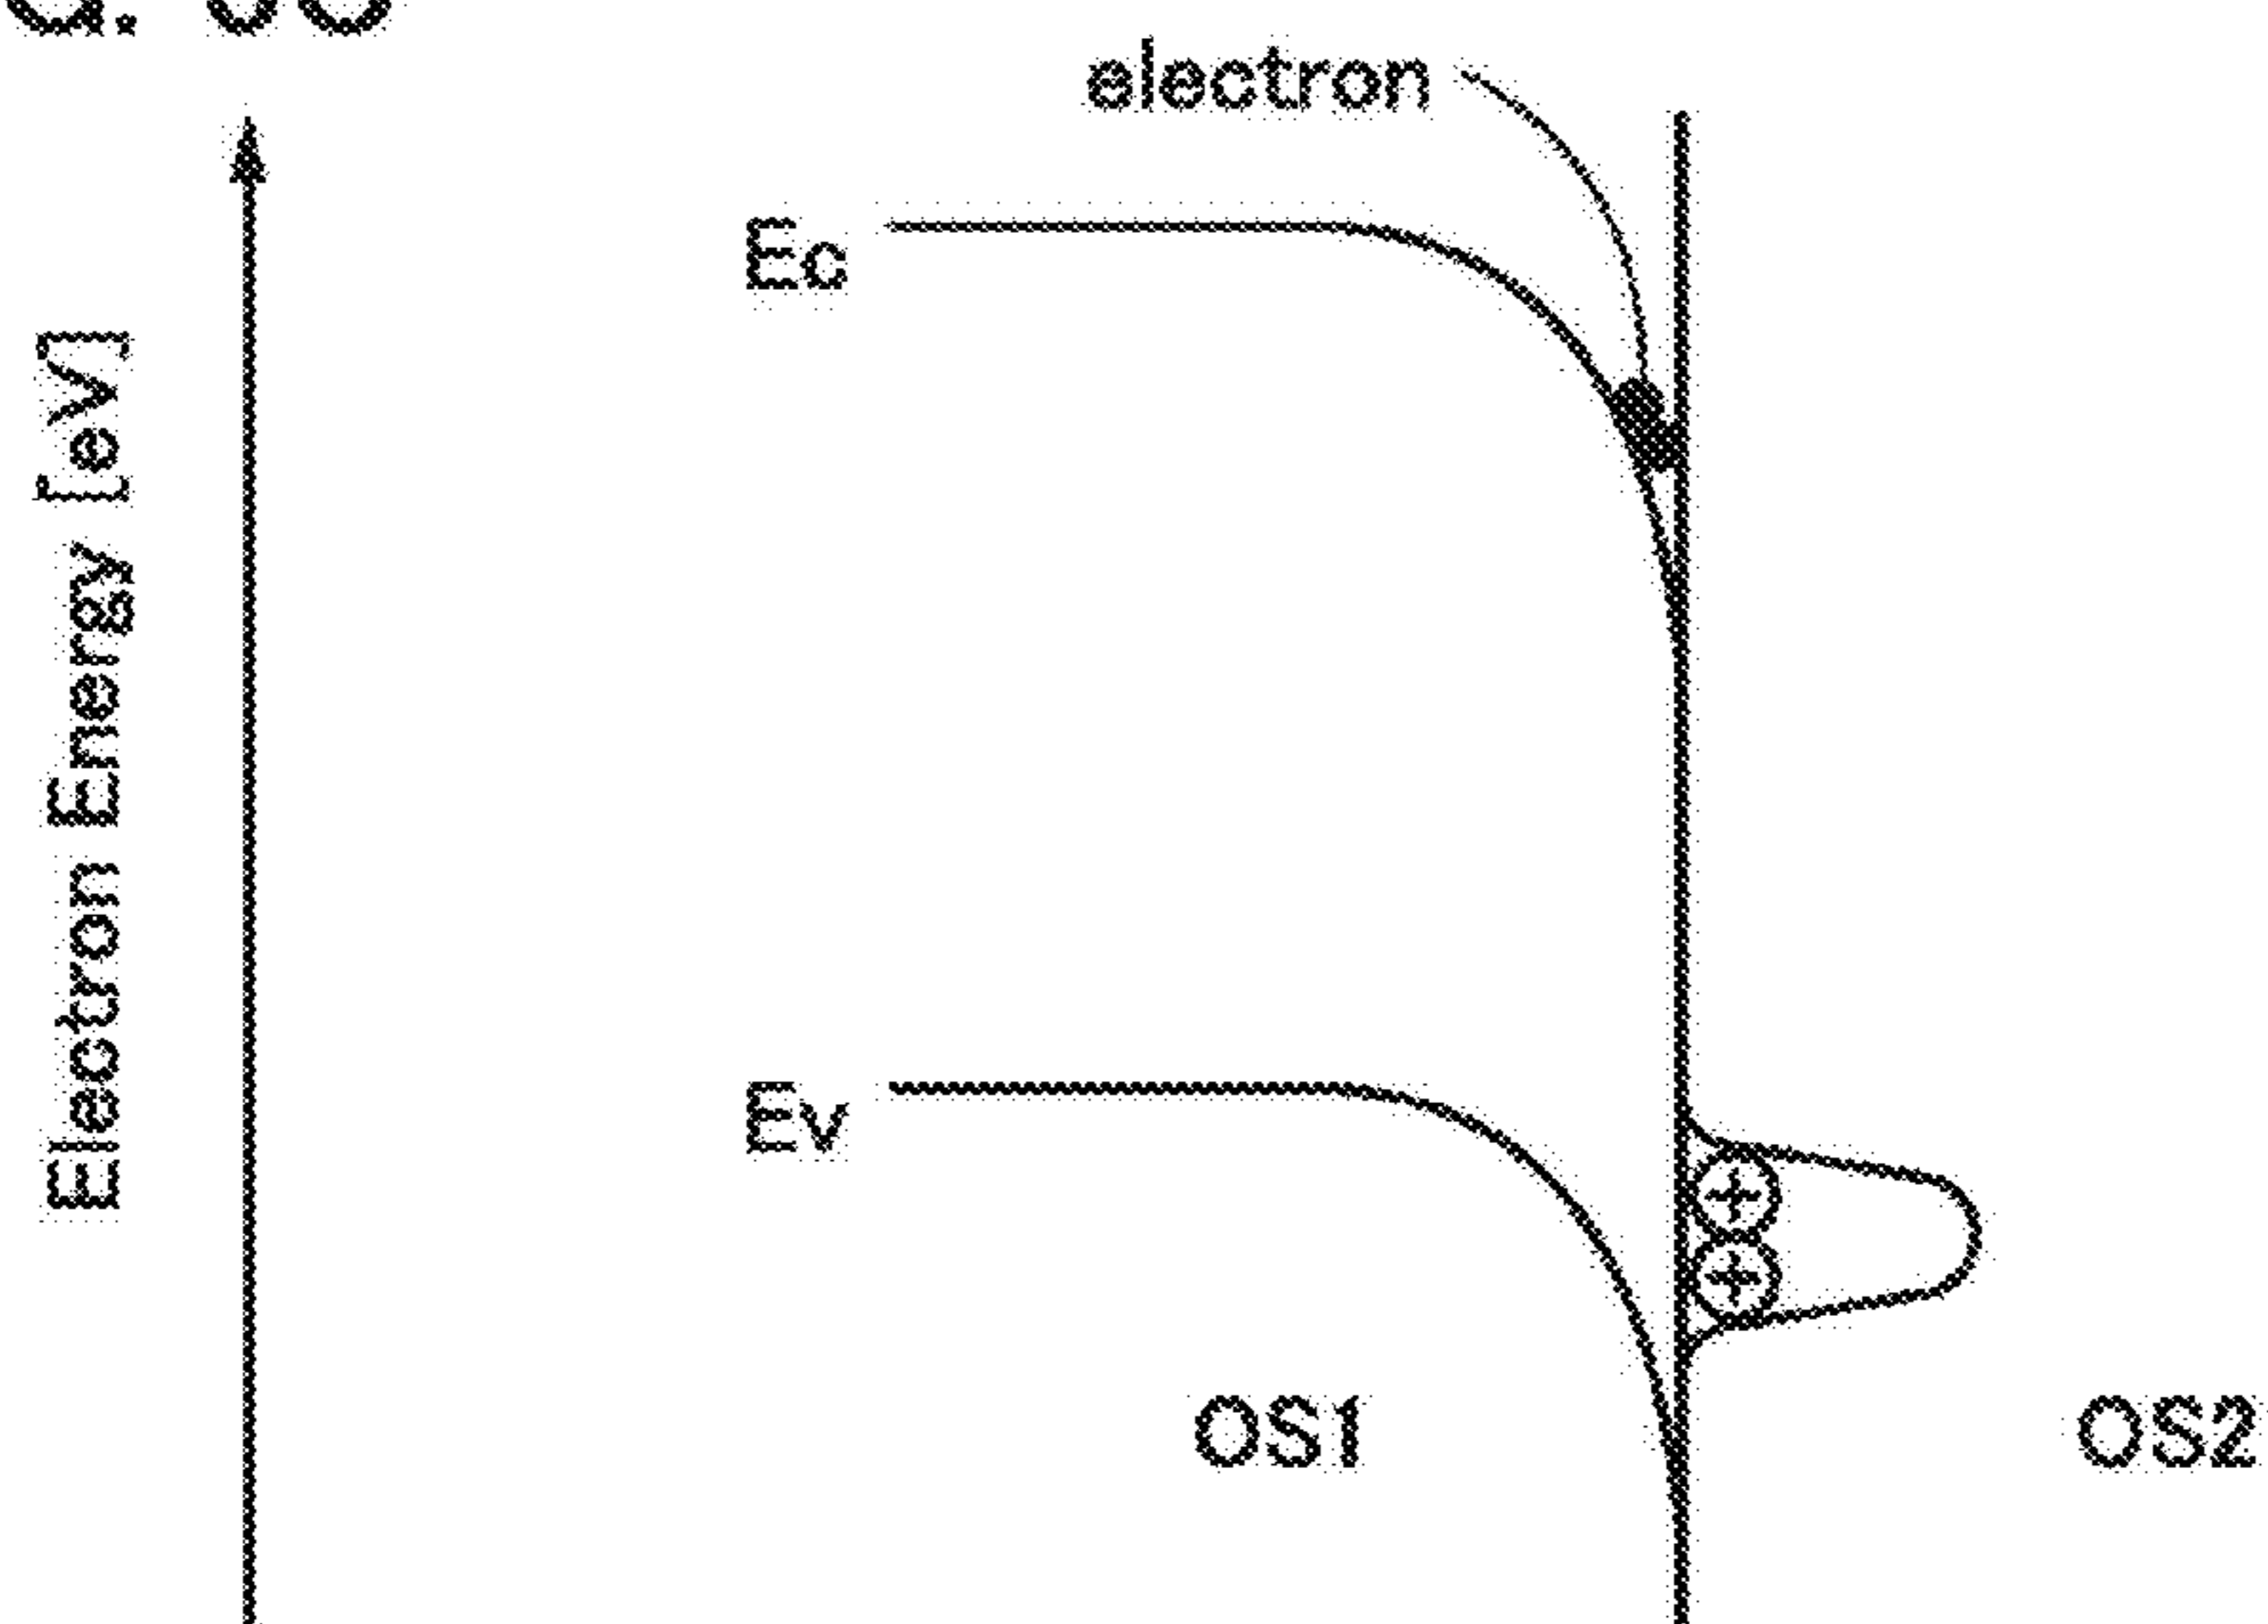 electron
Ec
Electron Energy [eV]
Ev
+
+
OS1
OS2